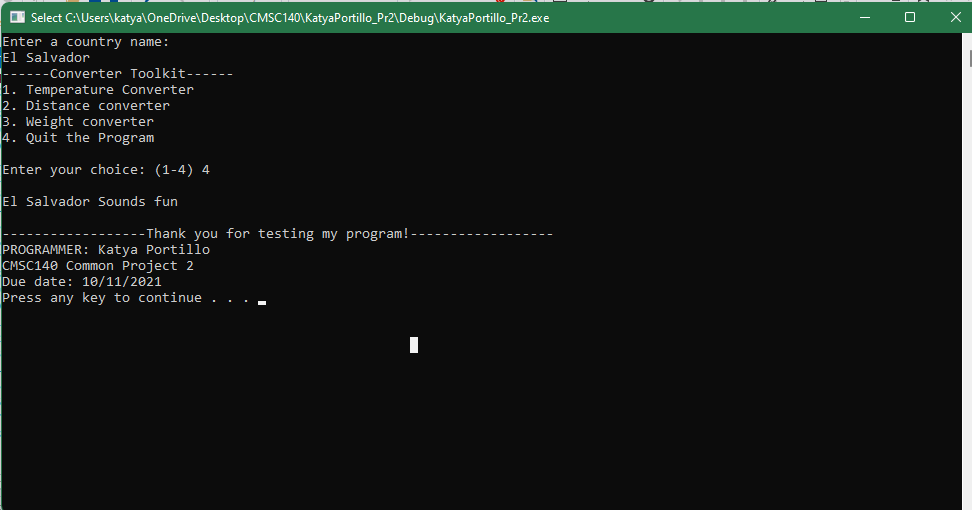 Select C:\Users\katya\OneDrive\Desktop\CMSC140\KatyaPortillo_Pr2\Debug\KatyaPortillo_Pr2.exe
Enter a country name:
El Salvador
------Converter Toolkit------
1. Temperature Converter
2. Distance converter
3. Weight converter
4. Quit the Program
Enter your choice: (1-4) 4
El Salvador Sounds fun
------------------Thank you for testing my program!------------------
PROGRAMMER: Katya Portillo
CMSC140 Common Project 2
Due date: 10/11/2021
Press any key to continue . . .